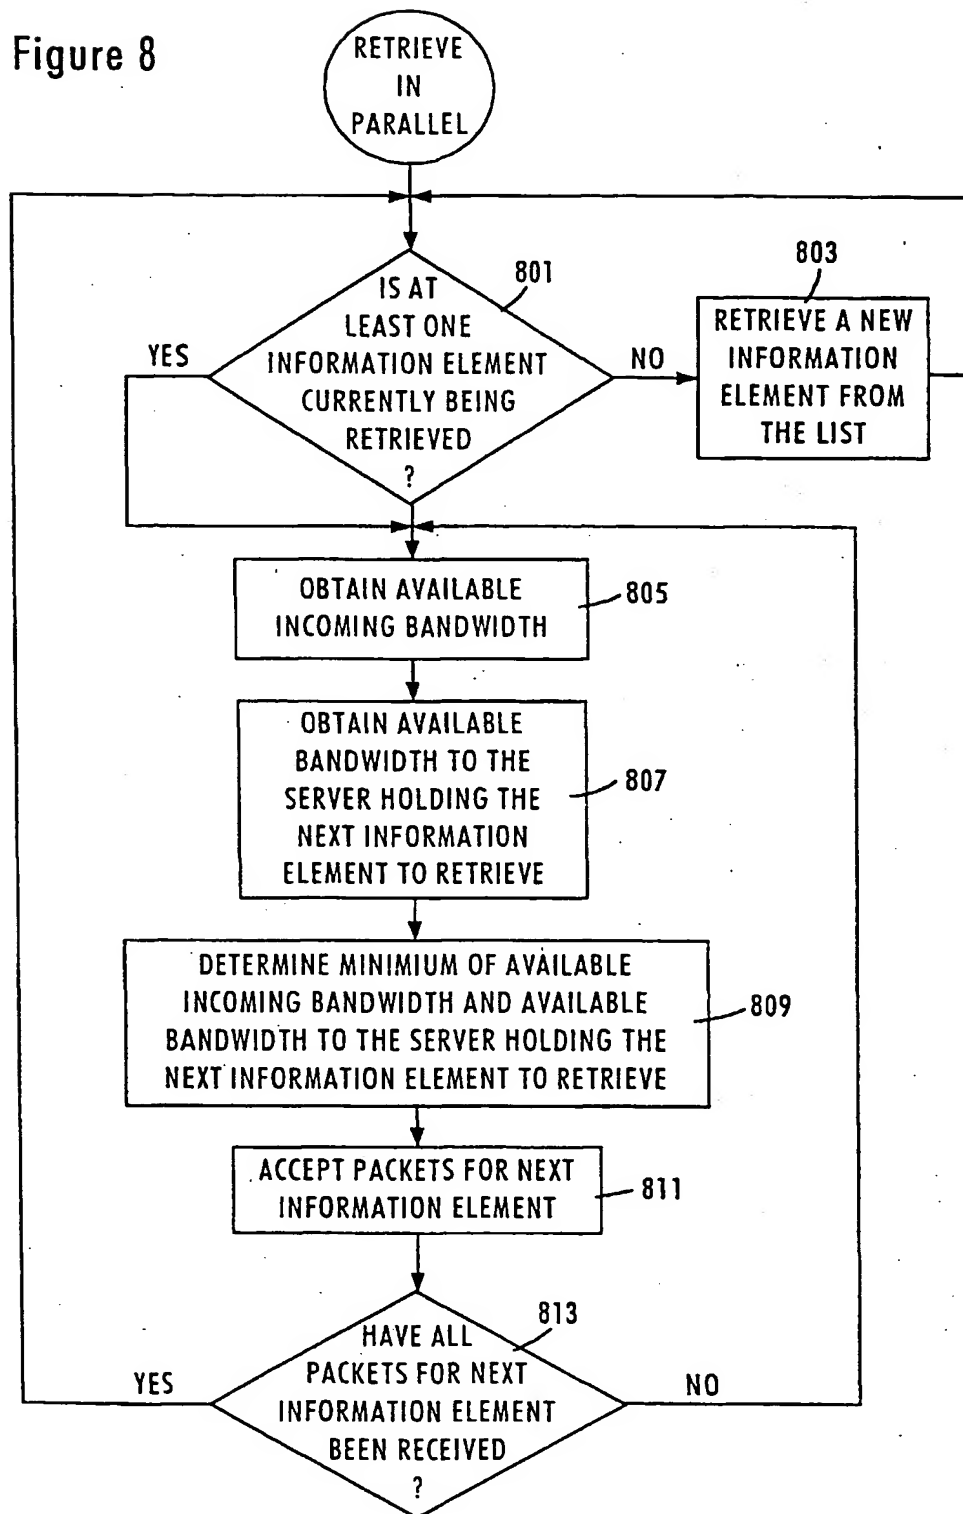 Figure 8
RETRIEVE
IN
PARALLEL
801
IS AT
LEAST ONE
INFORMATION ELEMENT
CURRENTLY BEING
RETRIEVED
?
YES
NO
803
RETRIEVE A NEW
INFORMATION
ELEMENT FROM
THE LIST
OBTAIN AVAILABLE
INCOMING BANDWIDTH
805
OBTAIN AVAILABLE
BANDWIDTH TO THE
SERVER HOLDING THE
NEXT INFORMATION
ELEMENT TO RETRIEVE
807
DETERMINE MINIMIUM OF AVAILABLE
INCOMING BANDWIDTH AND AVAILABLE
BANDWIDTH TO THE SERVER HOLDING THE
NEXT INFORMATION ELEMENT TO RETRIEVE
809
ACCEPT PACKETS FOR NEXT
INFORMATION ELEMENT
811
813
HAVE ALL
PACKETS FOR NEXT
INFORMATION ELEMENT
BEEN RECEIVED
?
YES
NO